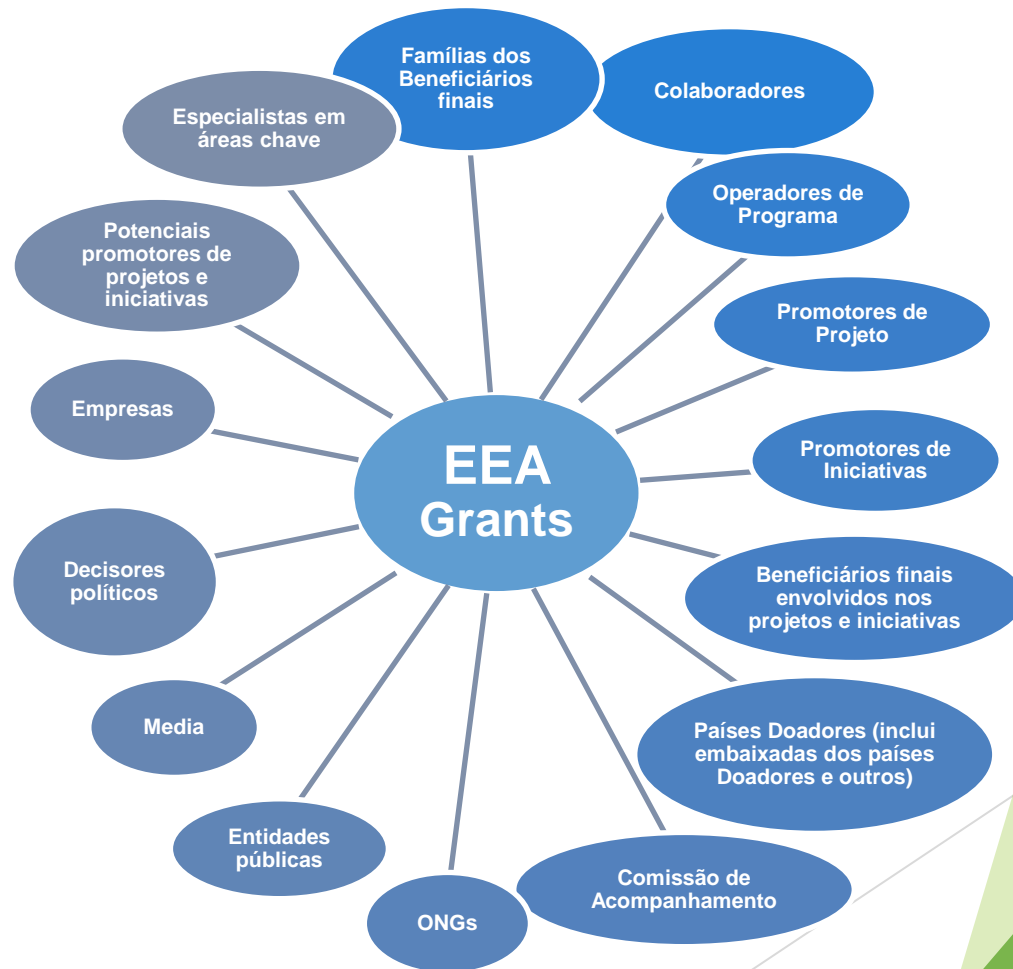 Famílias dos
Beneficiários
finais
Colaboradores
Especialistas em
áreas chave
Operadores de
Programa
Potenciais
promotores de
projetos e
iniciativas
Promotores de
Projeto
Empresas
EEA
Grants
Promotores de
Iniciativas
Decisores
políticos
Beneficiários finais
envolvidos nos
projetos e iniciativas
Media
Países Doadores (inclui
embaixadas dos países
Doadores e outros)
Entidades
públicas
Comissão de
Acompanhamento
ONGs